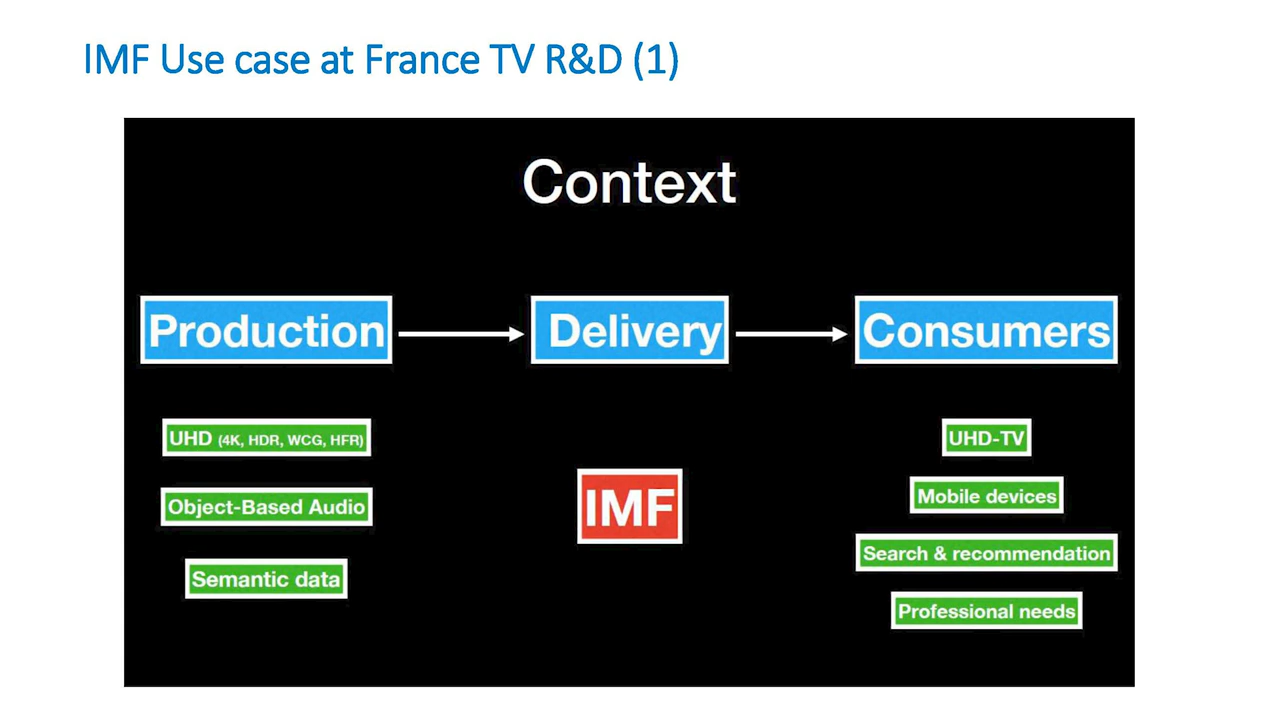 IMF Use case at France TV R&D (1)
Context
Production
Delivery
Consumers
UHD (4K, HDR, WCG, HFR)
Object-Based Audio
Semantic data
IMF
UHD-TV
Mobile devices
Search & recommendation
Professional needs